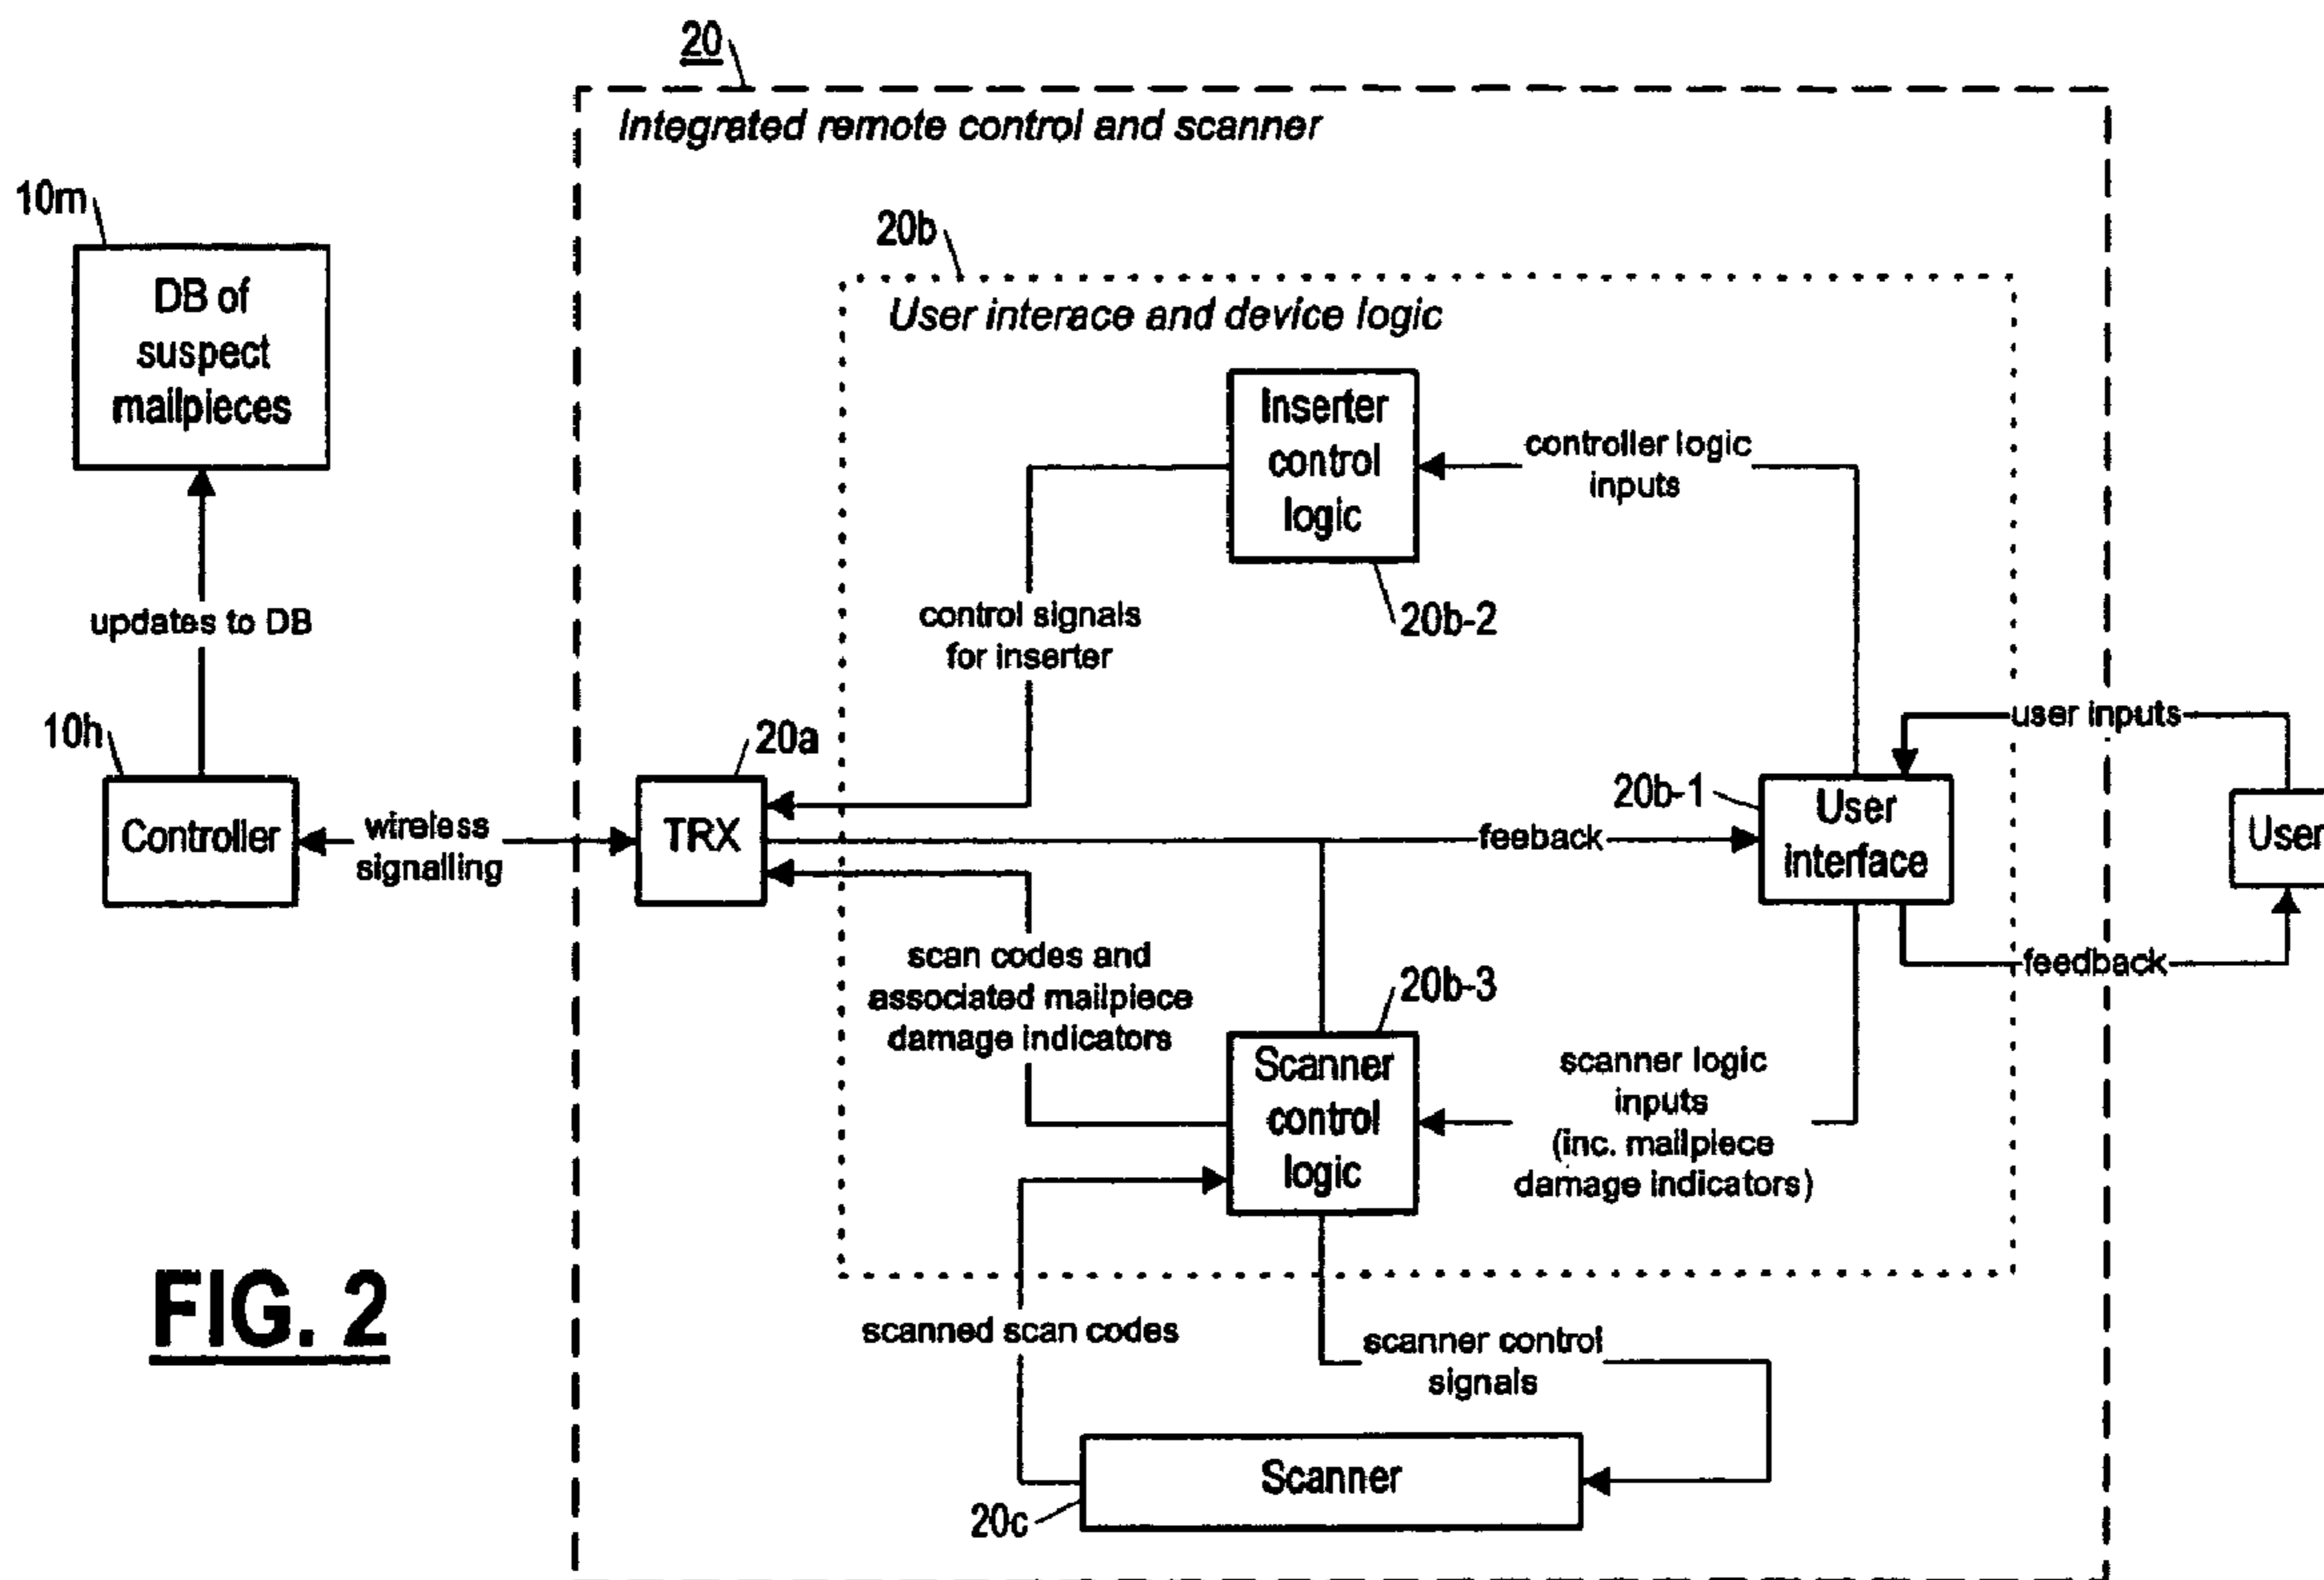 20
Integrated remote control and scanner
10m
20b
DB of
suspect
mailpieces
User interace and device logic
Inserter
control
logic
controller logic
inputs
20b-2
updates to DB
control signals
for inserter
10h
20a
user inputs
20b-1
Controller
wireless
signalling
TRX
feeback
User
interface
User
scan codes and
associated mailpiece
damage indicators
20b-3
feedback
Scanner
control
logic
scanner logic
inputs
(inc. mailpiece
damage indicators)
FIG. 2
scanned scan codes
scanner control
signals
Scanner
20c